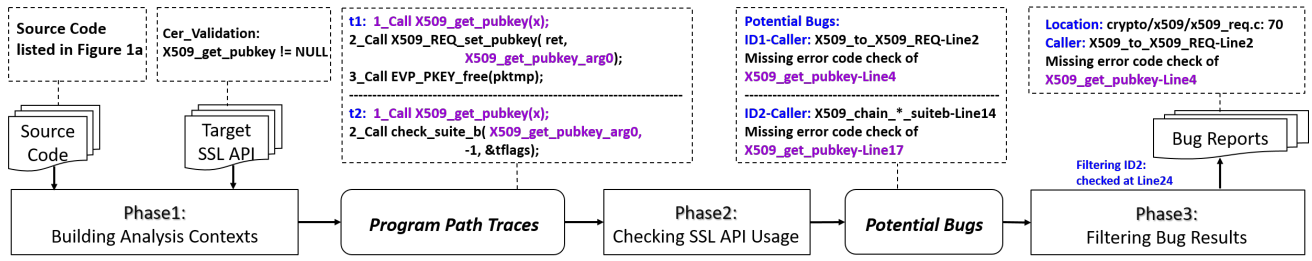 Source Code
listed in Figure 1a
Cer_Validation:
X509_get_pubkey != NULL
t1: 1_Call X509_get_pubkey(x);
2_Call X509_REQ_set_pubkey( ret,
X509_get_pubkey_arg0);
3_Call EVP_PKEY_free(pktmp);
t2: 1_Call X509_get_pubkey(x);
2_Call check_suite_b( X509_get_pubkey_arg0,
-1, &tflags);
Potential Bugs:
ID1-Caller: X509_to_X509_REQ-Line2
Missing error code check of
X509_get_pubkey-Line4
ID2-Caller: X509_chain_*_suiteb-Line14
Missing error code check of
X509_get_pubkey-Line17
Location: crypto/x509/x509_req.c: 70
Caller: X509_to_X509_REQ-Line2
Missing error code check of
X509_get_pubkey-Line4
Source
Code
Target
SSL API
Bug Reports
Filtering ID2:
checked at Line24
Phase1:
Building Analysis Contexts
Program Path Traces
Phase2:
Checking SSL API Usage
Potential Bugs
Phase3:
Filtering Bug Results